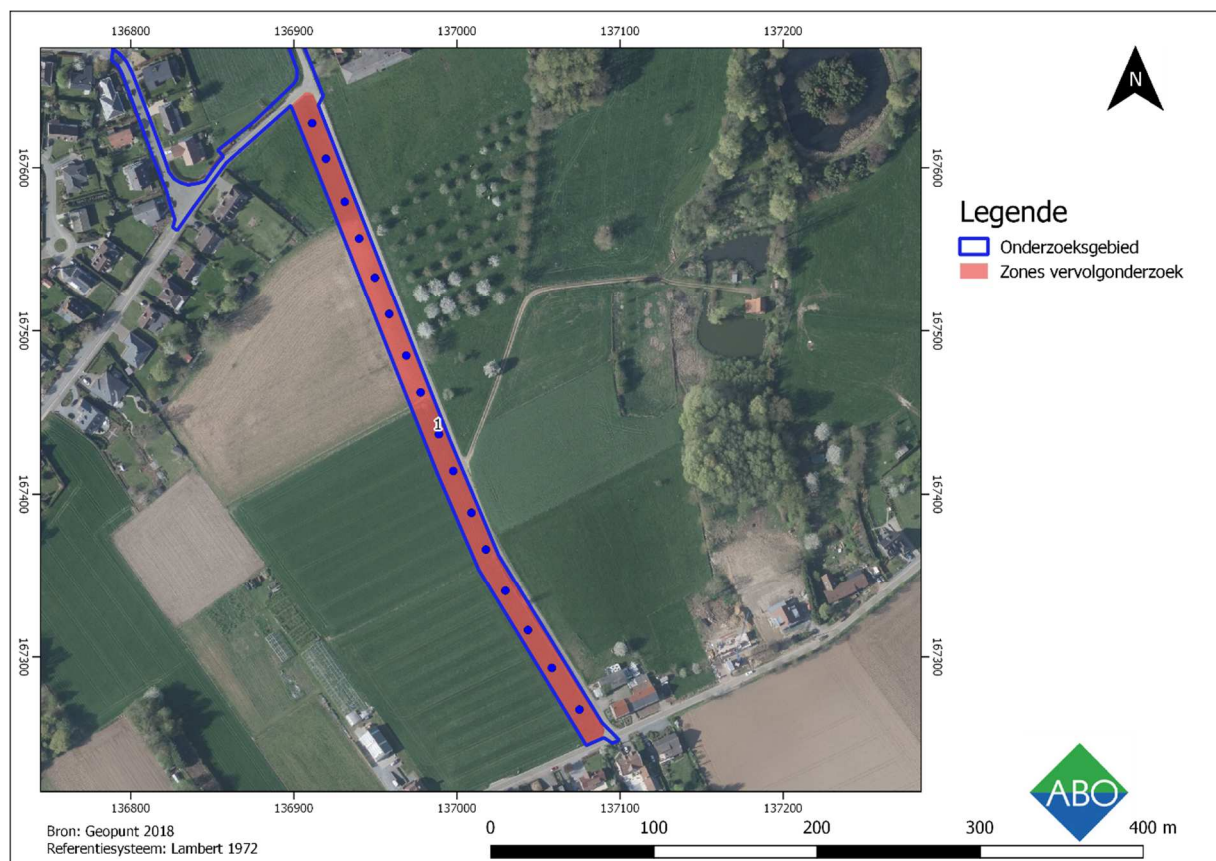 136800 136900 137000 137100 137200
N
167600 167600
Legende
Onderzoeksgebied
Zones vervolgonderzoek
167500 167500
1
167400 167400
167300 167300
136800 136900 137000 137100 137200
ABO
Bron: Geopunt 2018
Referentiesysteem: Lambert 1972
0 100 200 300 400 m